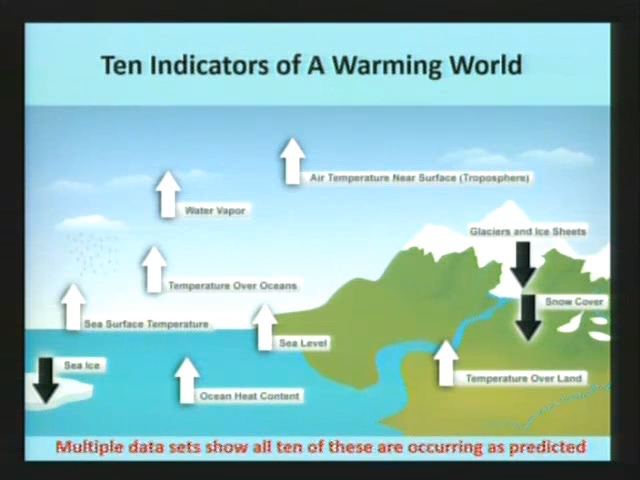 Ten Indicators of A Warming World
Air Temperature Near Surface (Troposphere)
Water Vapor
Glaciers and Ice Sheets
Temperature Over Oceans
Snow Cover
Sea Surface Temperature
Sea Level
Sea Ice
Temperature Over Land
Ocean Heat Content
Multiple data sets show all ten of these are occurring as predicted